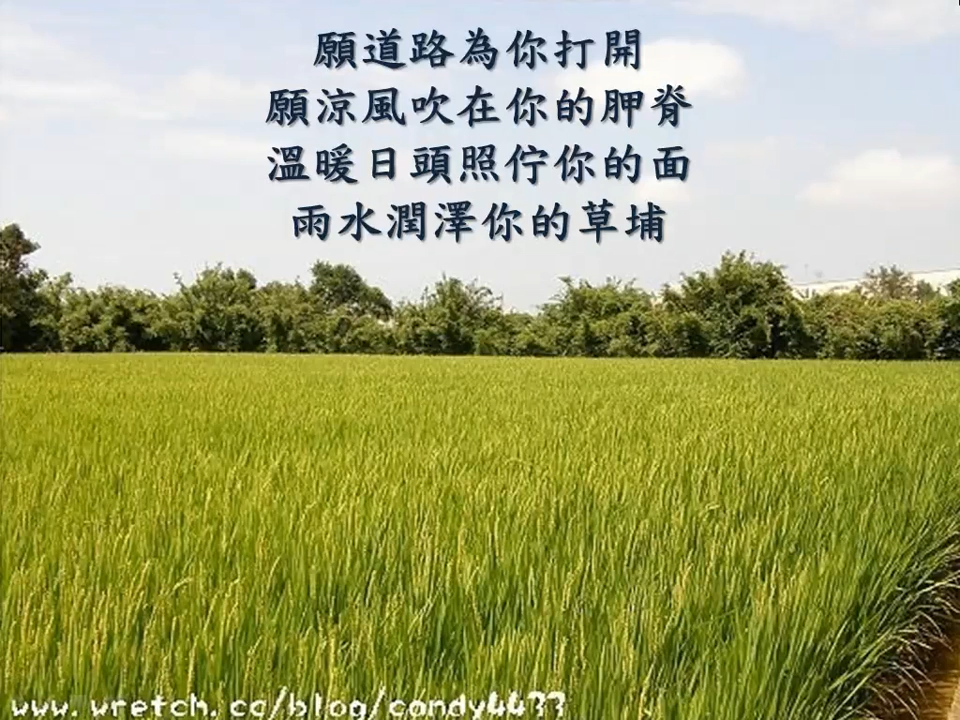 願道路為你打開
願涼風吹在你的胛脊
溫暖日頭照佇你的面
雨水潤澤你的草埔
www.wretch.cc/blog/candy4433